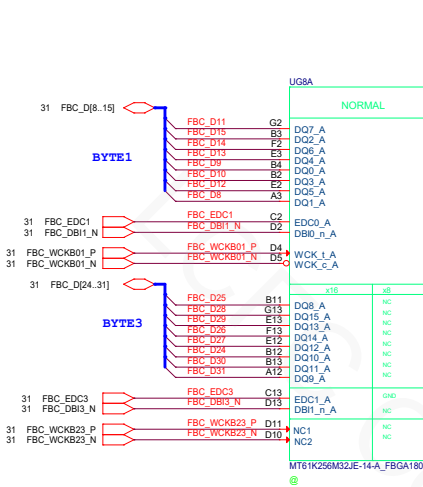 UG8A
NORMAL
31 FBC_D[8..15]
BYTE1
FBC_D11 G2 DQ7_A
FBC_D15 B3 DQ2_A
FBC_D14 F2 DQ6_A
FBC_D13 E3 DQ4_A
FBC_D9 B4 DQ0_A
FBC_D10 B2 DQ3_A
FBC_D12 E2 DQ5_A
FBC_D8 A3 DQ1_A
31 FBC_EDC1 FBC_EDC1 C2 EDC0_A
31 FBC_DBI1_N FBC_DBI1_N D2 DBI0_n_A
31 FBC_WCKB01_P FBC_WCKB01_P D4 WCK_t_A
31 FBC_WCKB01_N FBC_WCKB01_N D5 WCK_c_A
31 FBC_D[24..31]
BYTE3
x16 x8
FBC_D25 B11 DQ8_A NC
FBC_D28 G13 DQ15_A NC
FBC_D29 E13 DQ13_A NC
FBC_D26 F13 DQ14_A NC
FBC_D27 E12 DQ12_A NC
FBC_D24 B12 DQ10_A NC
FBC_D30 B13 DQ11_A NC
FBC_D31 A12 DQ9_A NC
31 FBC_EDC3 FBC_EDC3 C13 EDC1_A GND
31 FBC_DBI3_N FBC_DBI3_N D13 DBI1_n_A NC
31 FBC_WCKB23_P FBC_WCKB23_P D11 NC1 NC
31 FBC_WCKB23_N FBC_WCKB23_N D10 NC2 NC
MT61K256M32JE-14-A_FBGA180
@